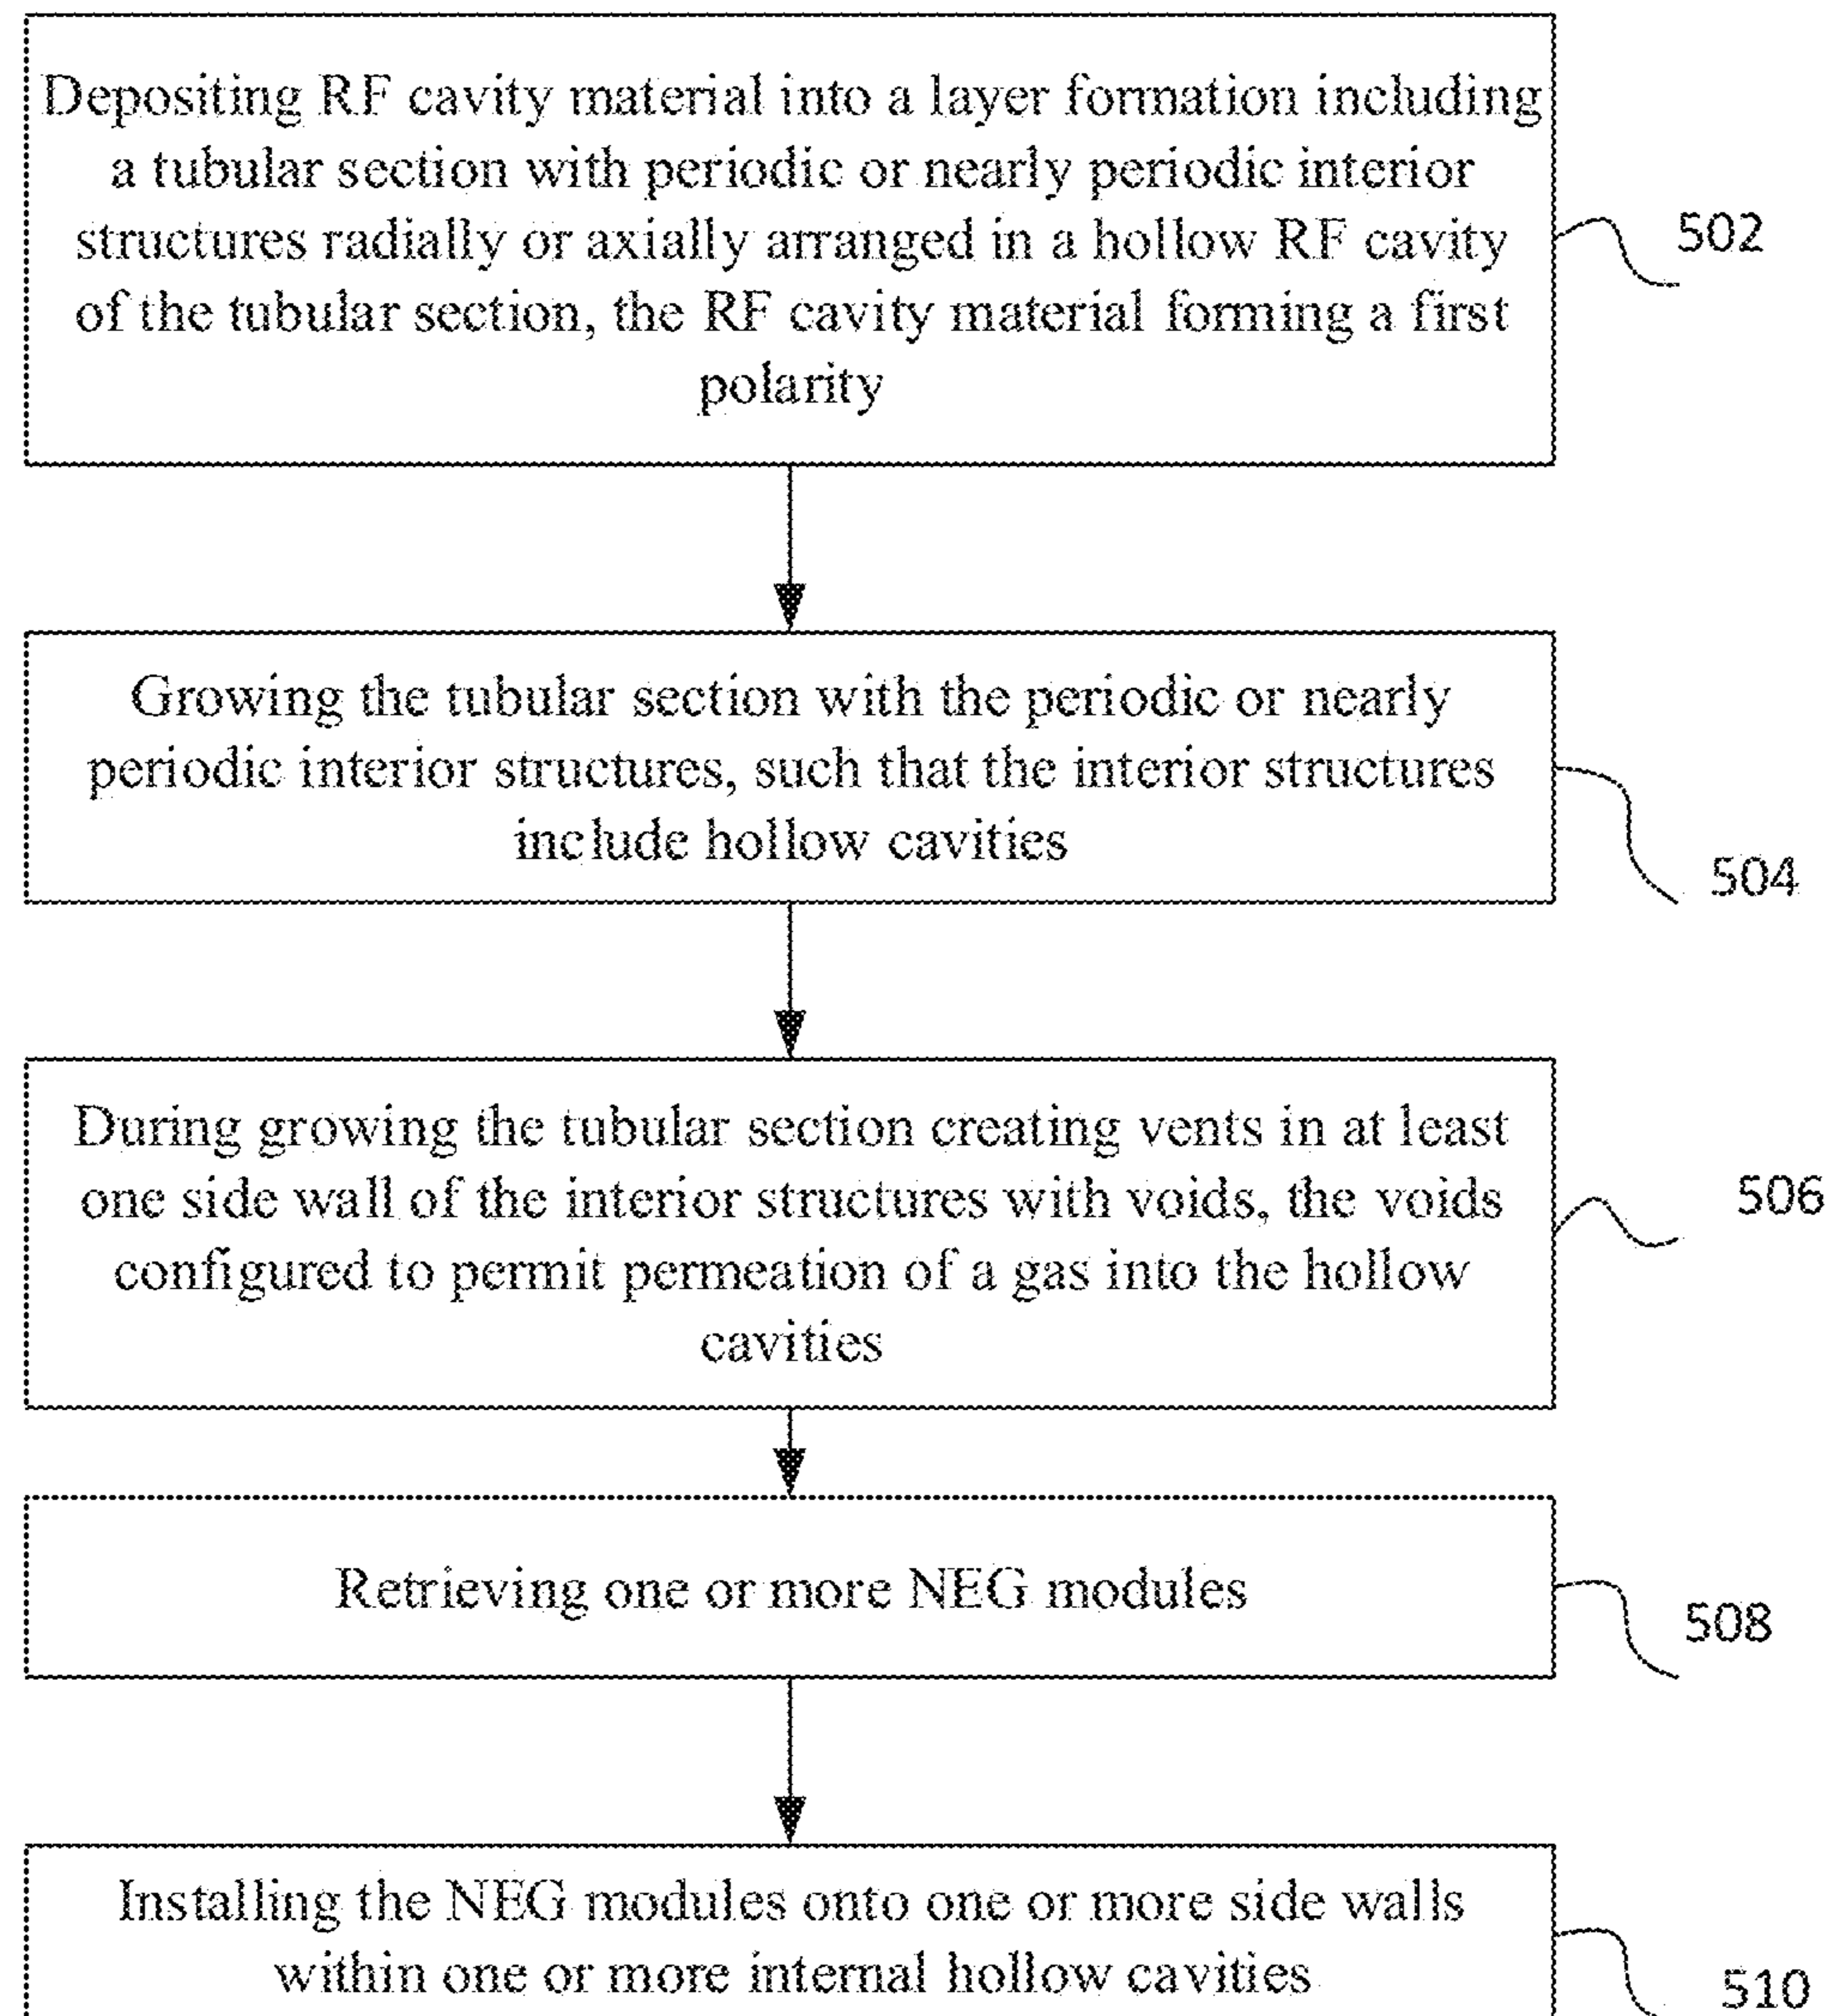 Depositing RF cavity material into a layer formation including
a tubular section with periodic or nearly periodic interior
structures radially or axially arranged in a hollow RF cavity
of the tubular section, the RF cavity material forming a first
polarity
502
Growing the tubular section with the periodic or nearly
periodic interior structures, such that the interior structures
include hollow cavities
504
During growing the tubular section creating vents in at least
one side wall of the interior structures with voids, the voids
configured to permit permeation of a gas into the hollow
cavities
506
Retrieving one or more NEG modules
508
Installing the NEG modules onto one or more side walls
within one or more internal hollow cavities
510